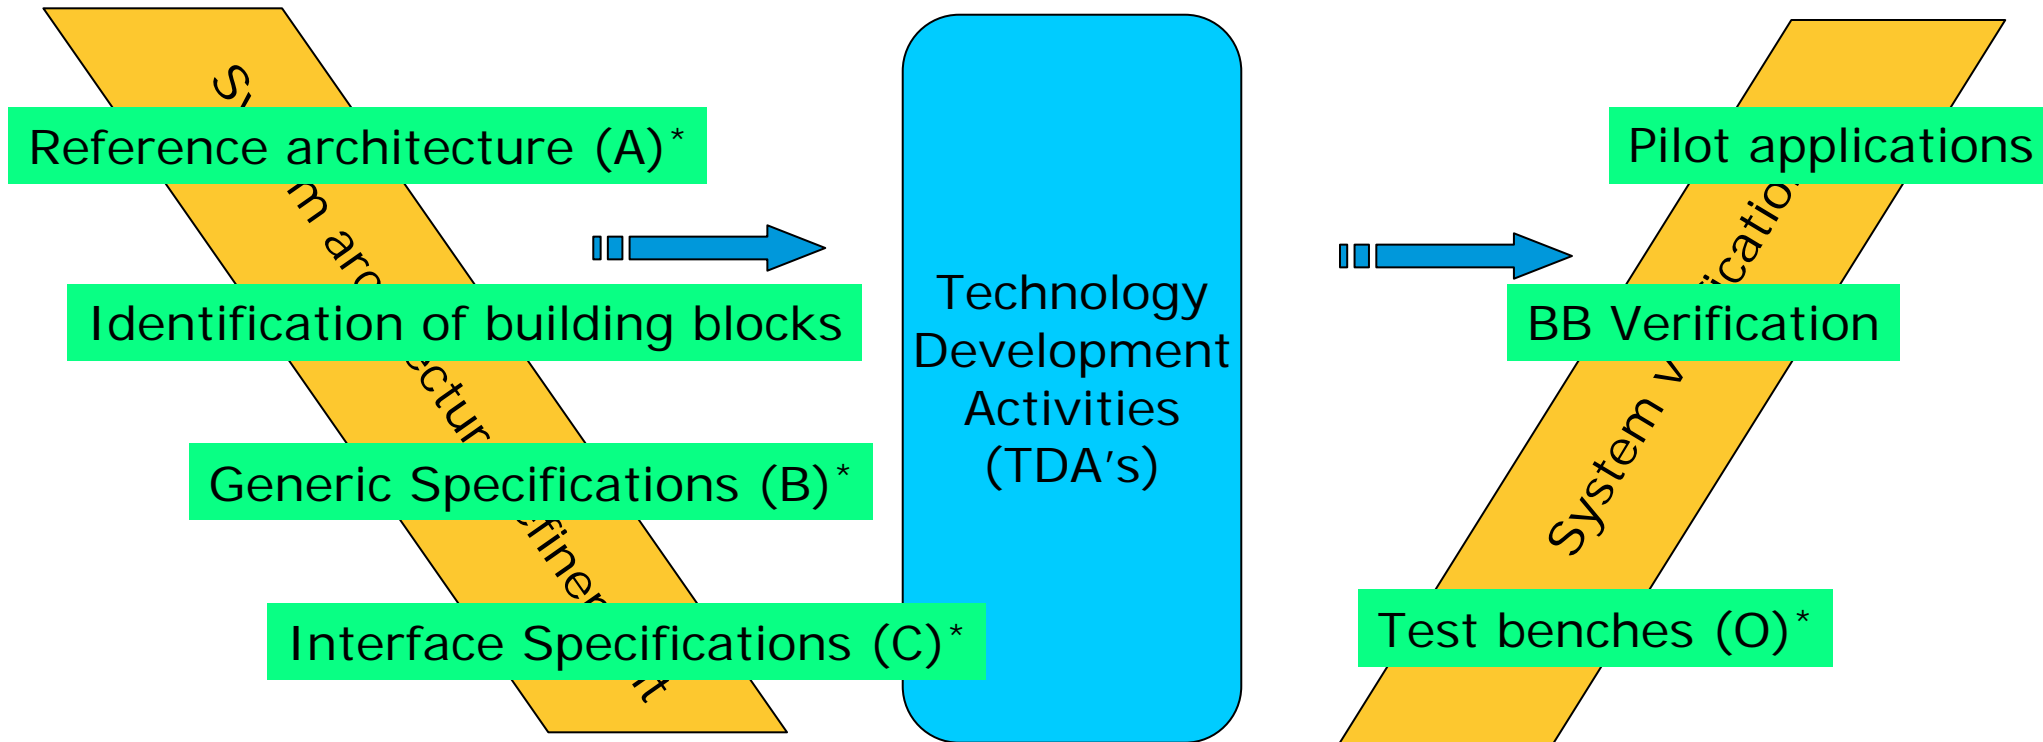 Reference architecture (A)*
Identification of building blocks
Generic Specifications (B)*
Interface Specifications (C)*
Technology
Development
Activities
(TDA's)
Pilot applications
BB Verification
Test benches (O)*
System